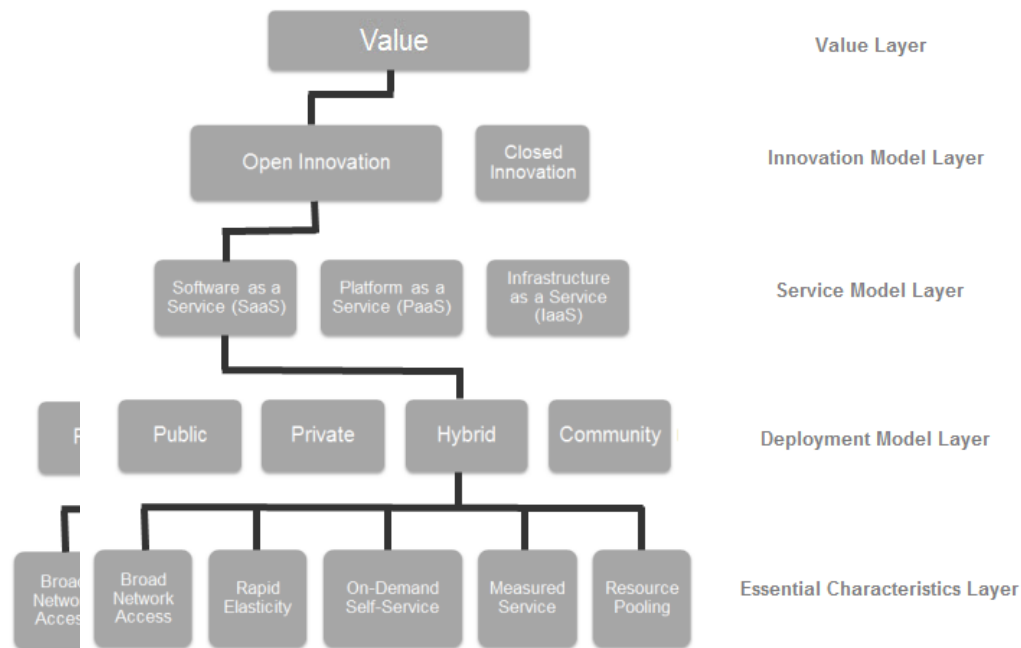 Value
Value Layer
Open Innovation
Closed
Innovation
Innovation Model Layer
Software as a
Service (SaaS)
Platform as a
Service (PaaS)
Infrastructure
as a Service
(IaaS)
Service Model Layer
Public
Private
Hybrid
Community
Deployment Model Layer
Broad
Network
Access
Rapid
Elasticity
On-Demand
Self-Service
Measured
Service
Resource
Pooling
Essential Characteristics Layer